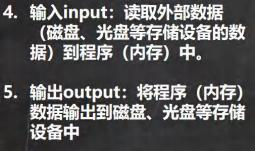 4. 输入input：读取外部数据
（磁盘、光盘等存储设备的数
据）到程序（内存）中。
5. 输出output：将程序（内存）
数据输出到磁盘、光盘等存储
设备中